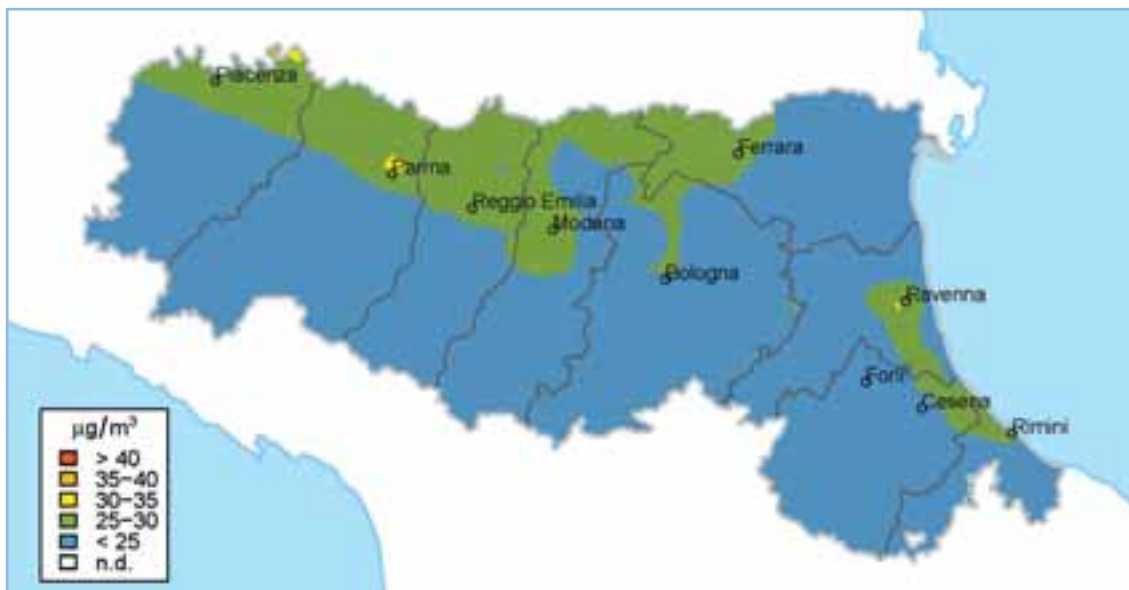 Piacenza
Parma
Ferrara
Reggio Emilia
Modena
Bologna
Ravenna
Forlì
Cesena
Rimini
μg/m³
> 40
35-40
30-35
25-30
< 25
n.d.